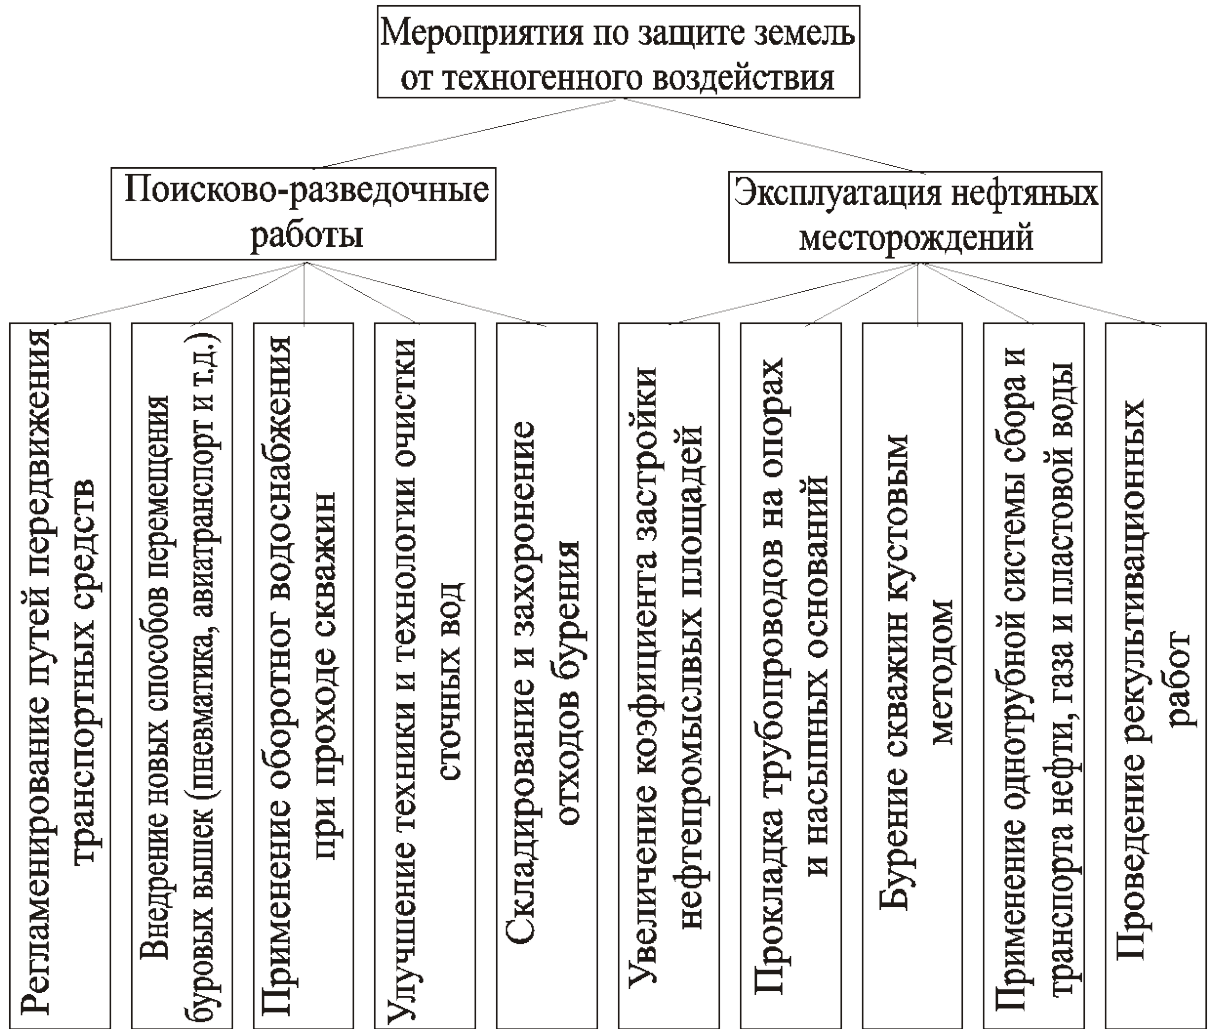 Мероприятия по защите земель
от техногенного воздействия
Поисково-разведочные
работы
Эксплуатация нефтяных
месторождений
Регламенирование путей передвижения
транспортных средств
Внедрение новых способов перемещения
буровых вышек (пневматика, авиатранспорт и т.д.)
Применение оборотног водоснабжения
при проходе скважин
Улучшение техники и технологии очистки
сточных вод
Складирование и захоронение
отходов бурения
Увеличение коэфициента застройки
нефтепромыслвых площадей
Прокладка трубопроводов на опорах
и насыпных оснований
Бурение скважин кустовым
методом
Применение однотрубной системы сбора и
транспорта нефти, газа и пластовой воды
Проведение рекультивационных
работ